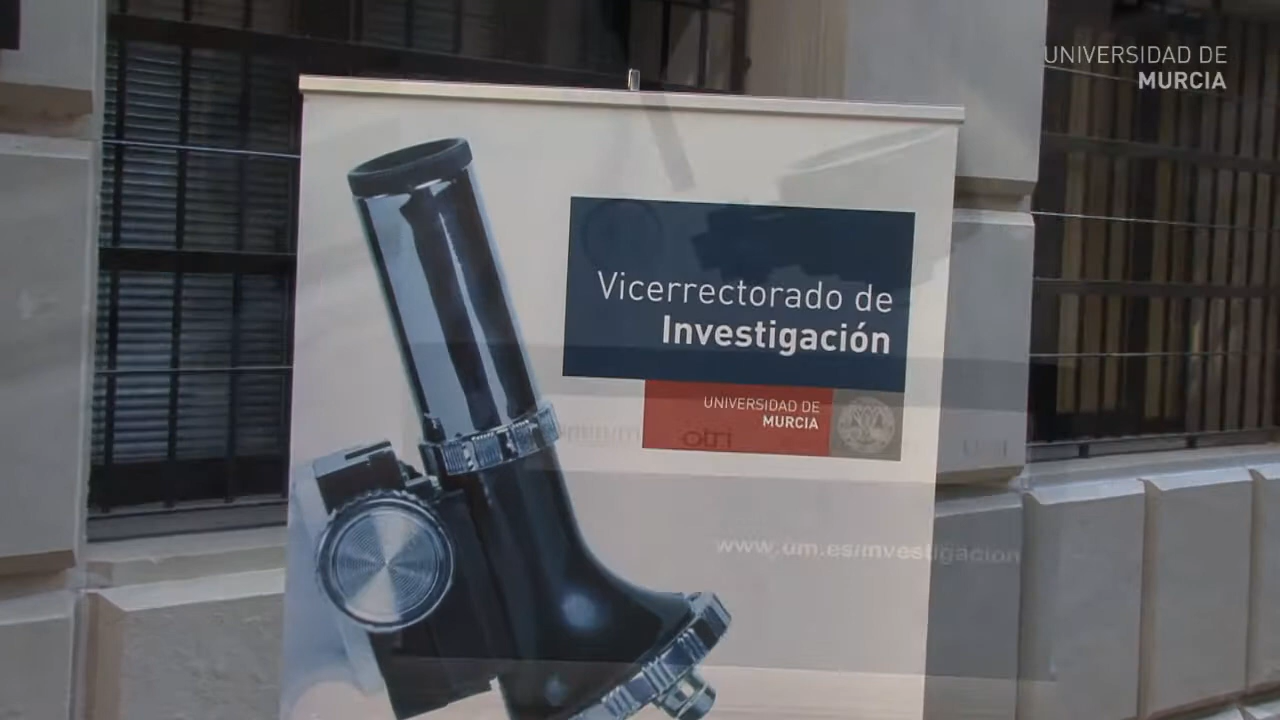 UNIVERSIDAD DE
MURCIA
Vicerrectorado de
Investigación
UNIVERSIDAD DE
MURCIA
otri
www.um.es/investigacion